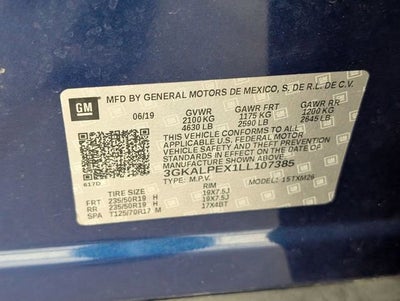 GM
MFD BY GENERAL MOTORS DE MEXICO, S, DE R.L. DE C.V.
06/19 GVWR GAWR FRT GAWR RR
2100 KG 1175 KG 1200 KG
4630 LB 2590 LB 2645 LB
THIS VEHICLE CONFORMS TO ALL
APPLICABLE U.S. FEDERAL MOTOR
VEHICLE SAFETY, BUMPER, AND THEFT
PREVENTION STANDARDS IN EFFECT
ON THE DATE OF MANUFACTURE
SHOWN ABOVE.
3GKALPEX1LL107385
617D TYPE: M.P.V. MODEL: 1STXM26
TIRE SIZE RIM
FRT 235/50R19 H 19X7.5J
RR 235/50R19 H 19X7.5J
SPA T125/70R17 M 17X4BT